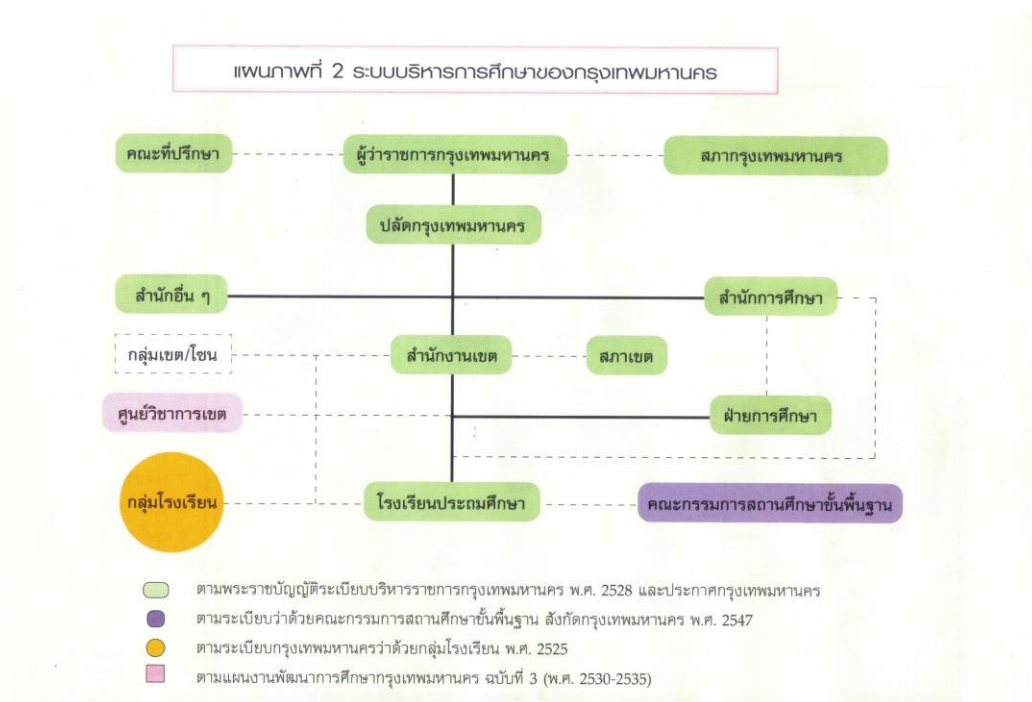 แผนภาพที่ 2 ระบบบริหารการศึกษาของกรุงเทพมหานคร
คณะที่ปรึกษา
ผู้ว่าราชการกรุงเทพมหานคร
สภากรุงเทพมหานคร
ปลัดกรุงเทพมหานคร
สำนักอื่น ๆ
สำนักการศึกษา
กลุ่มเขต/โซน
สำนักงานเขต
สภาเขต
ศูนย์วิชาการเขต
ฝ่ายการศึกษา
กลุ่มโรงเรียน
โรงเรียนประถมศึกษา
คณะกรรมการสถานศึกษาขั้นพื้นฐาน
ตามพระราชบัญญัติระเบียบบริหารราชการกรุงเทพมหานคร พ.ศ. 2528 และประกาศกรุงเทพมหานคร
ตามระเบียบว่าด้วยคณะกรรมการสถานศึกษาขั้นพื้นฐาน สังกัดกรุงเทพมหานคร พ.ศ. 2547
ตามระเบียบกรุงเทพมหานครว่าด้วยกลุ่มโรงเรียน พ.ศ. 2525
ตามแผนงานพัฒนาการศึกษากรุงเทพมหานคร ฉบับที่ 3 (พ.ศ. 2530-2535)